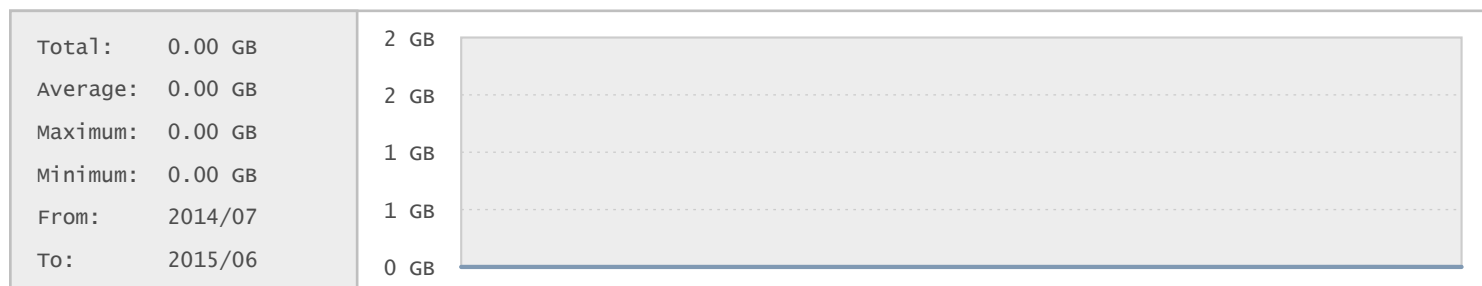 Total: 0.00 GB
Average: 0.00 GB
Maximum: 0.00 GB
Minimum: 0.00 GB
From: 2014/07
To: 2015/06
2 GB
2 GB
1 GB
1 GB
0 GB